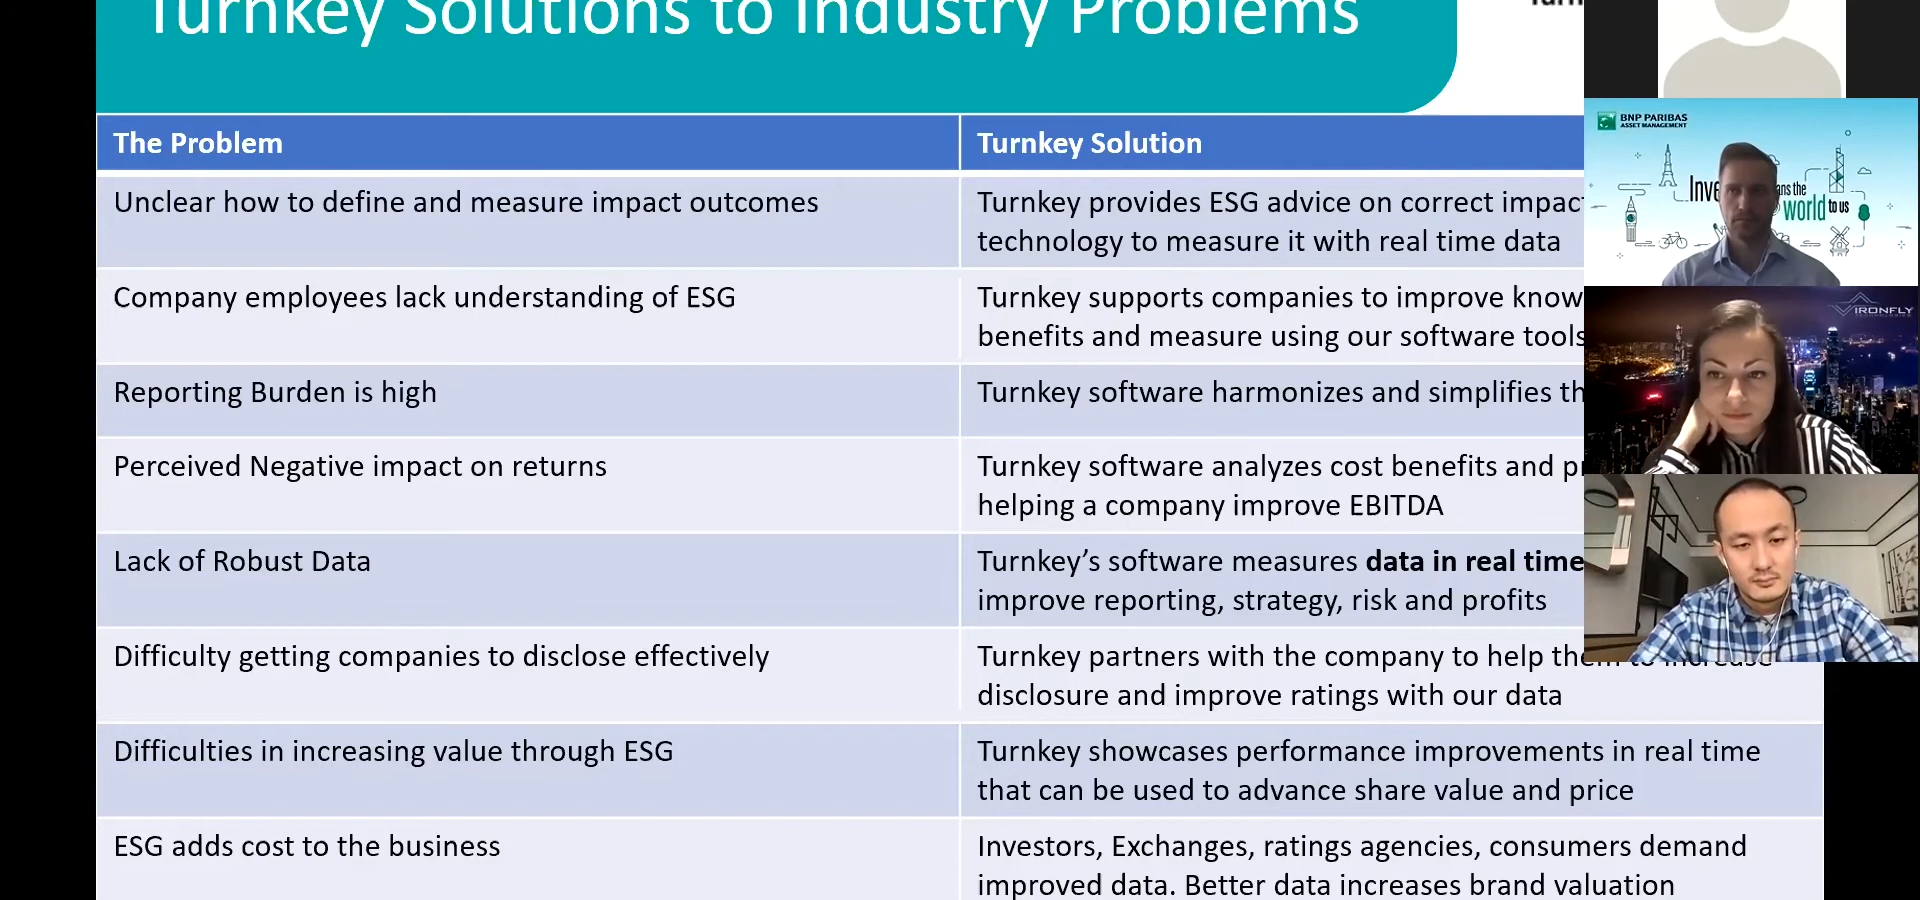 Turnkey Solutions to Industry Problems
The Problem
Turnkey Solution
Unclear how to define and measure impact outcomes
Turnkey provides ESG advice on correct impact
technology to measure it with real time data
Company employees lack understanding of ESG
Turnkey supports companies to improve know
benefits and measure using our software tools
Reporting Burden is high
Turnkey software harmonizes and simplifies th
Perceived Negative impact on returns
Turnkey software analyzes cost benefits and p
helping a company improve EBITDA
Lack of Robust Data
Turnkey’s software measures data in real time
improve reporting, strategy, risk and profits
Difficulty getting companies to disclose effectively
Turnkey partners with the company to help them to increase
disclosure and improve ratings with our data
Difficulties in increasing value through ESG
Turnkey showcases performance improvements in real time
that can be used to advance share value and price
ESG adds cost to the business
Investors, Exchanges, ratings agencies, consumers demand
improved data. Better data increases brand valuation
BNP PARIBAS
ASSET MANAGEMENT
Inve
ans the
world to us
IRONFLY